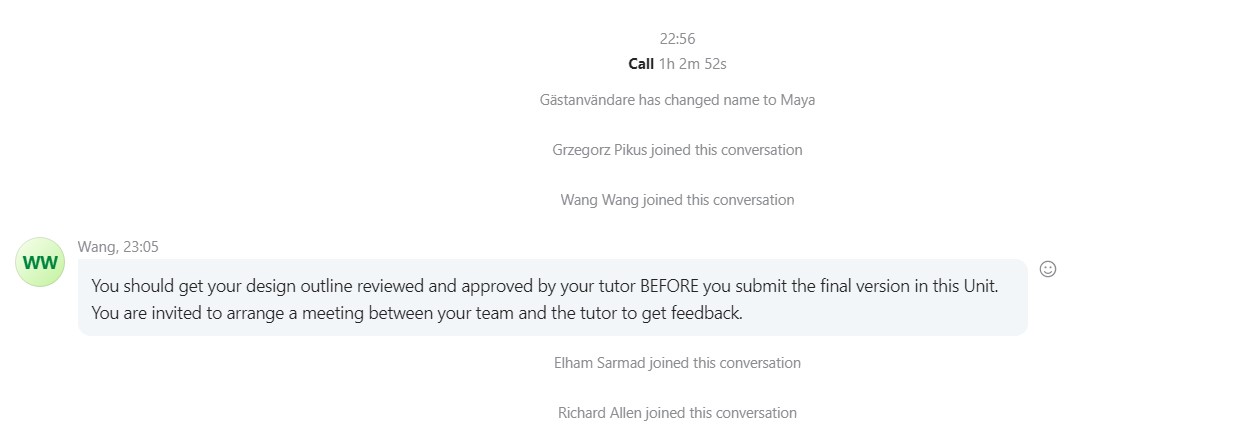 22:56
Call 1h 2m 52s
Gästanvändare has changed name to Maya
Grzegorz Pikus joined this conversation
Wang Wang joined this conversation
Wang, 23:05
WW
You should get your design outline reviewed and approved by your tutor BEFORE you submit the final version in this Unit.
You are invited to arrange a meeting between your team and the tutor to get feedback.
Elham Sarmad joined this conversation
Richard Allen joined this conversation